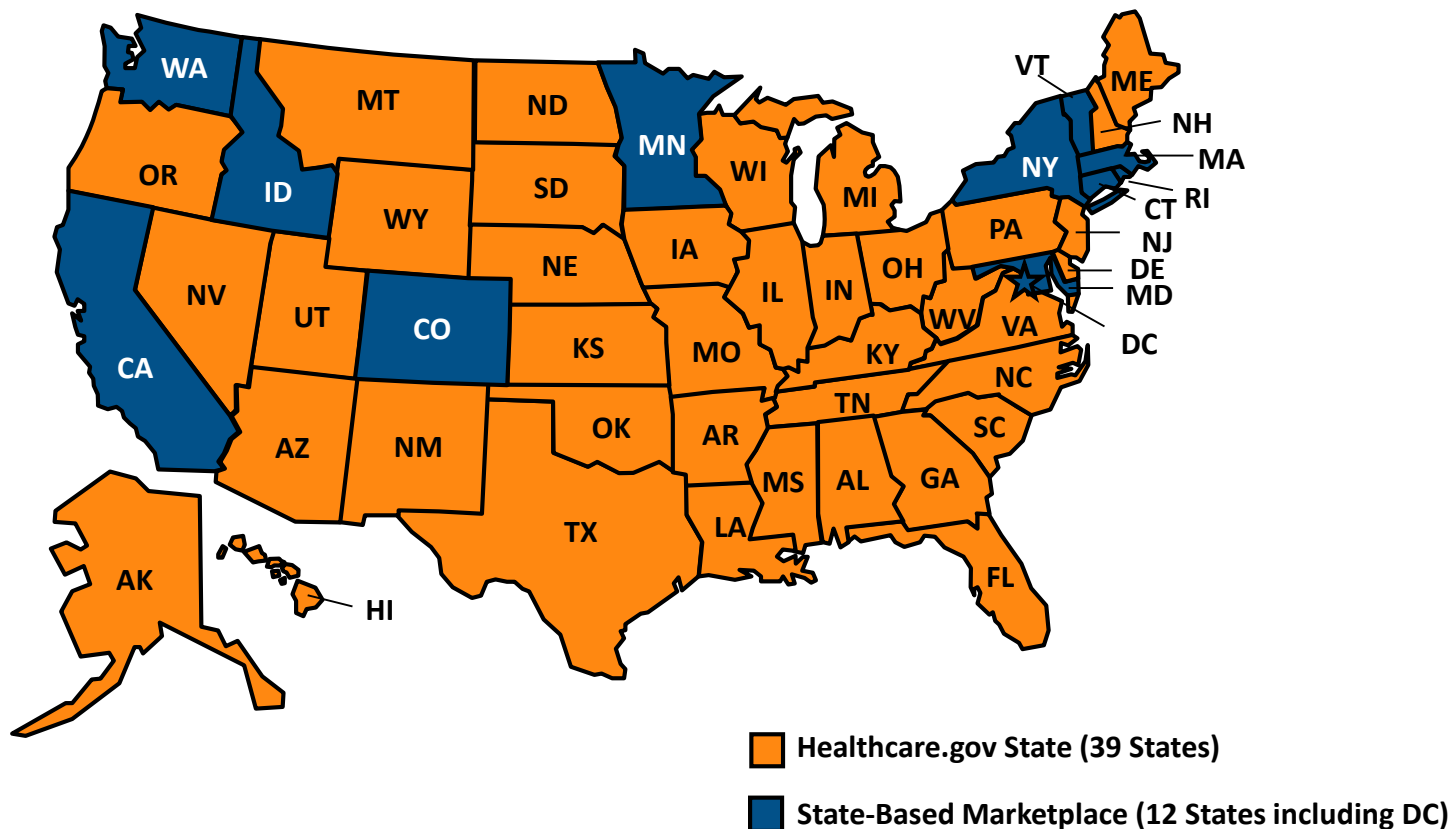 VT
ME
WA
MT
ND
NH
MN
MA
NY
WI
OR
ID
SD
MI
RI
CT
WY
PA
NJ
IA
NE
OH
DE
NV
IL
IN
MD
UT
WV
VA
CO
DC
KS
MO
KY
CA
NC
TN
OK
SC
AR
AZ
NM
GA
MS
AL
TX
LA
FL
AK
HI
Healthcare.gov State (39 States)
State-Based Marketplace (12 States including DC)